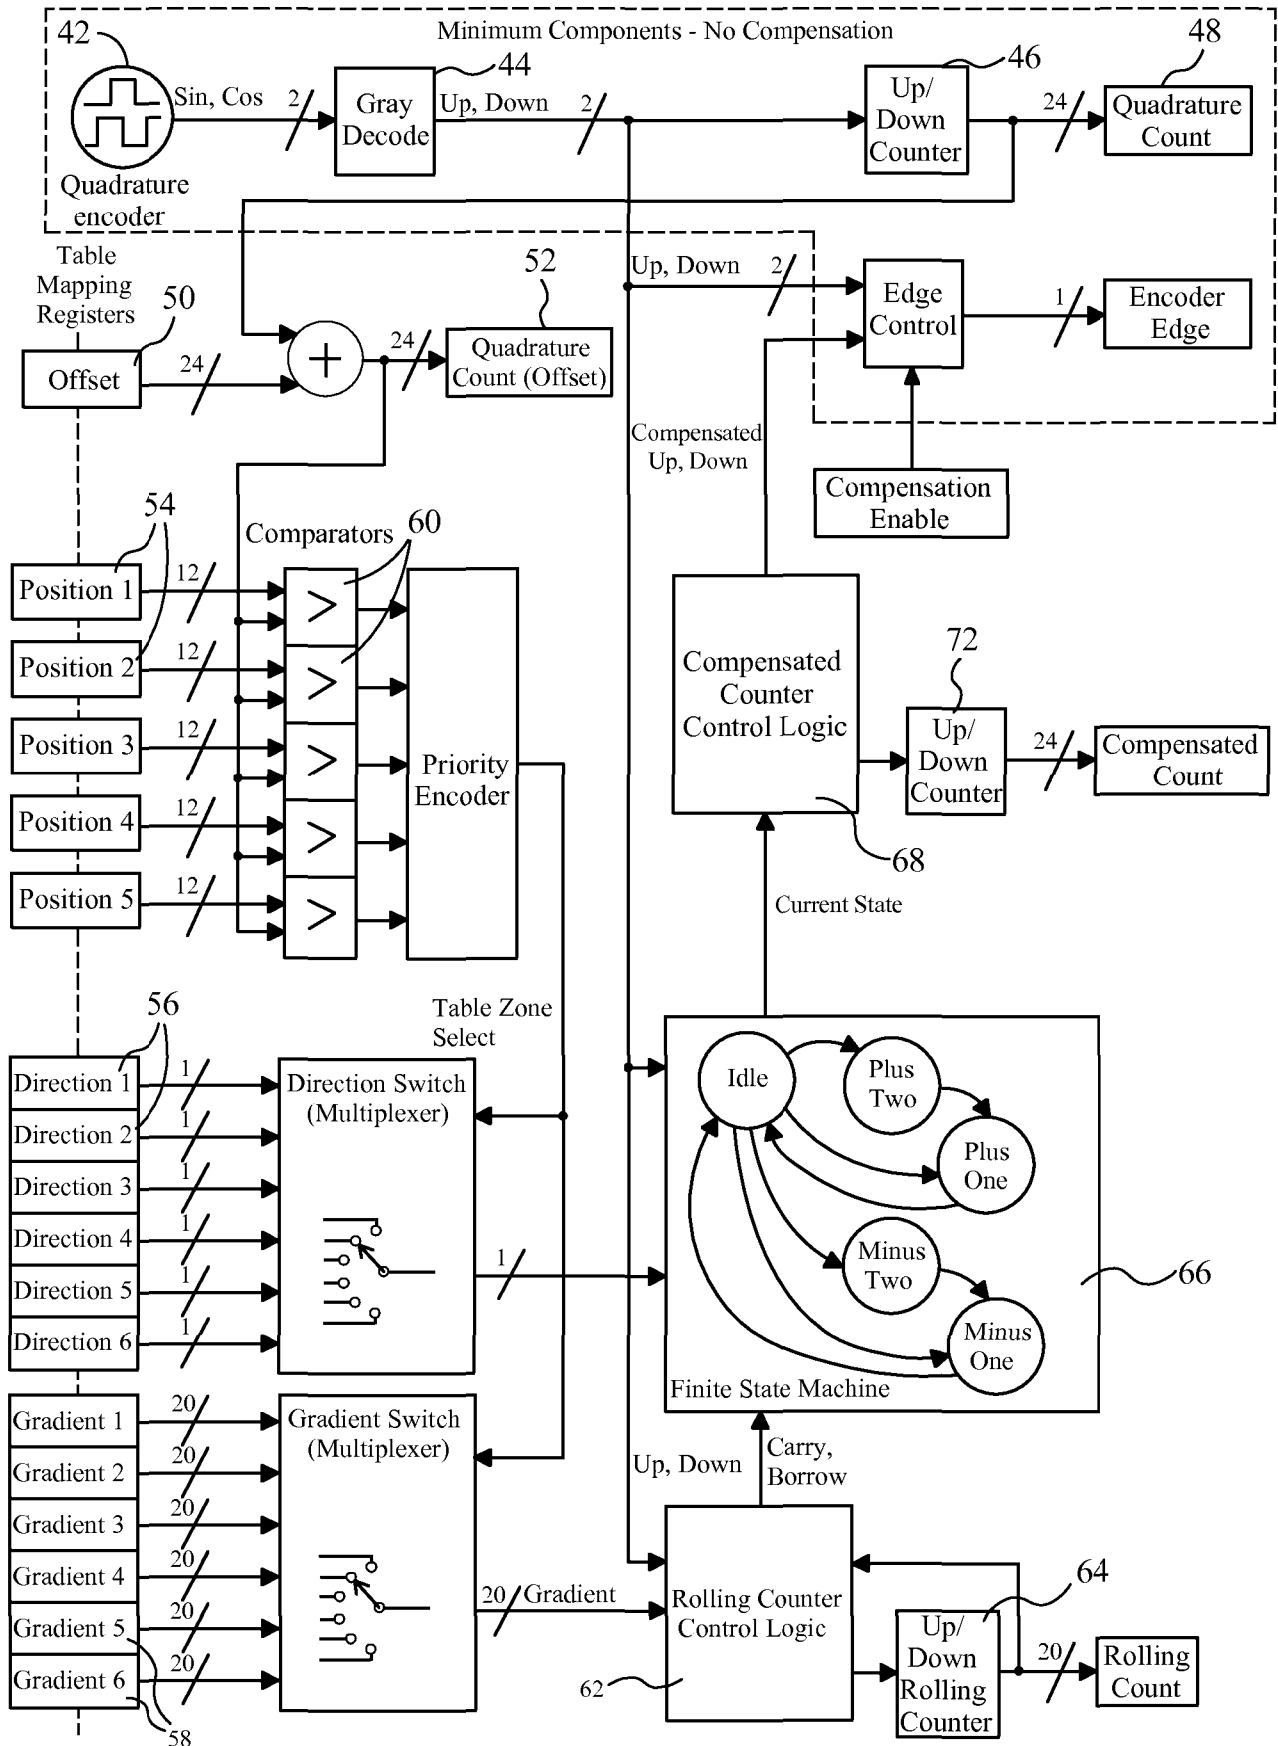 Minimum Components - No Compensation
42
44
46
48
Sin, Cos
2
Gray
Decode
Up, Down
2
Up/
Down
Counter
24
Quadrature
Count
Quadrature
encoder
Table
Mapping
Registers
50
52
Offset
24
+
24
Quadrature
Count (Offset)
Up, Down
2
Edge
Control
1
Encoder
Edge
Compensated
Up, Down
Compensation
Enable
54
Comparators
60
Position 1
12
>
Position 2
12
>
Position 3
12
>
Position 4
12
>
Position 5
12
>
Priority
Encoder
Compensated
Counter
Control Logic
68
72
Up/
Down
Counter
24
Compensated
Count
Current State
Table Zone
Select
56
Direction 1
1
Direction 2
1
Direction 3
1
Direction 4
1
Direction 5
1
Direction 6
1
Direction Switch
(Multiplexer)
1
Idle
Plus
Two
Plus
One
Minus
Two
Minus
One
Finite State Machine
66
Gradient 1
20
Gradient 2
20
Gradient 3
20
Gradient 4
20
Gradient 5
20
Gradient 6
20
58
Gradient Switch
(Multiplexer)
20
Gradient
Up, Down
Carry,
Borrow
Rolling Counter
Control Logic
62
64
Up/
Down
Rolling
Counter
20
Rolling
Count